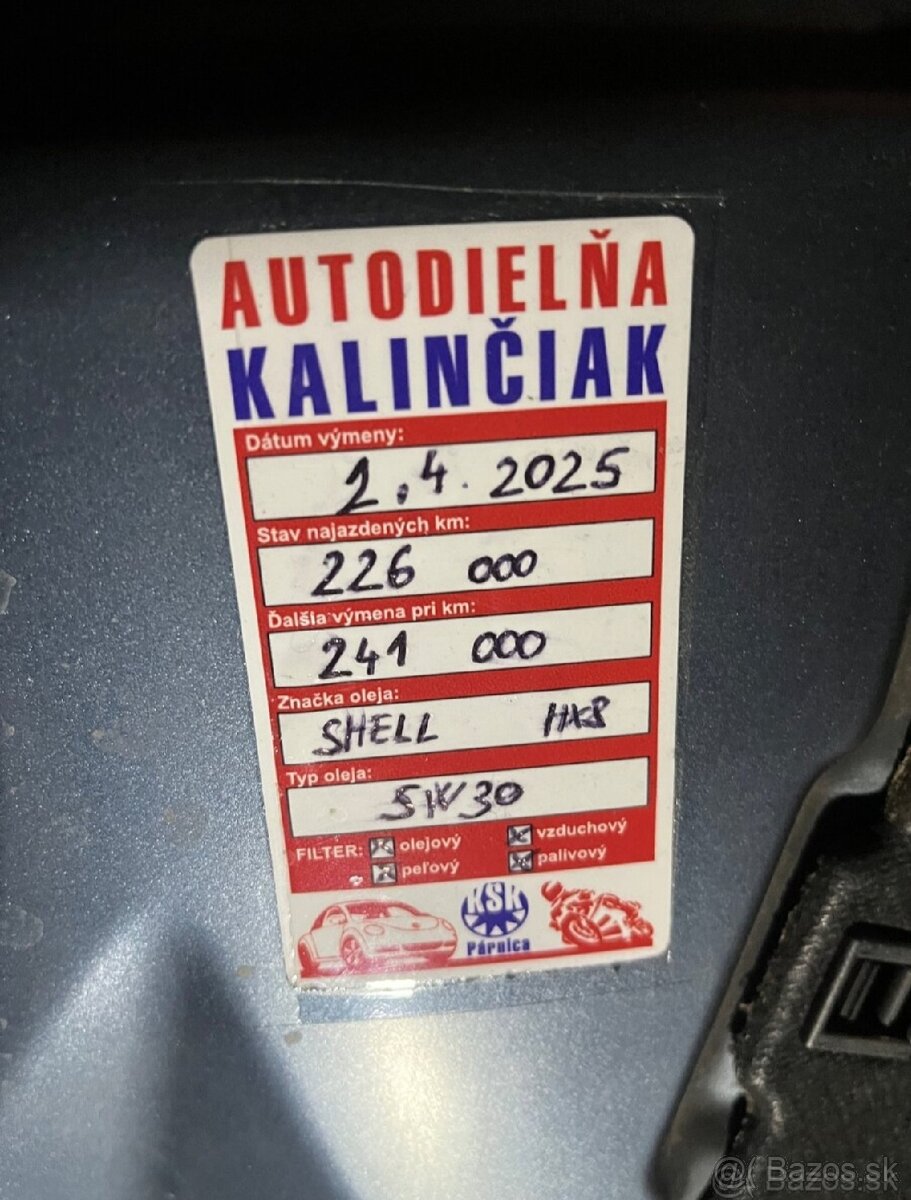 AUTODIELŇA
KALINČIAK
Dátum výmeny:
2.4.2025
Stav najazdených km:
226 000
Ďalšia výmena pri km:
241 000
Značka oleja:
SHELL HX8
Typ oleja:
5W30
FILTER: olejový vzduchový
peľový palivový
KSK
Párnica
@ Bazos.sk